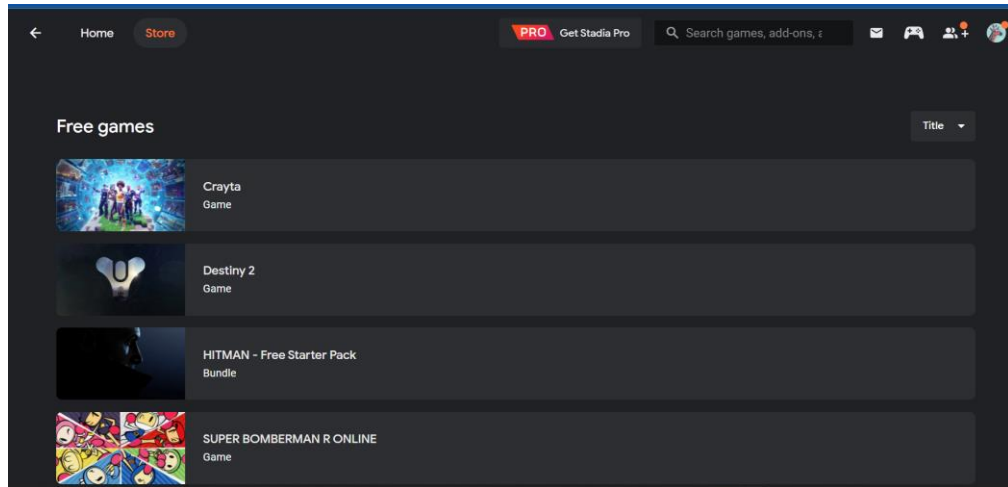 Home
Store
PRO Get Stadia Pro
Search games, add-ons, a
Free games
Title
Crayta
Game
Destiny 2
Game
HITMAN - Free Starter Pack
Bundle
SUPER BOMBERMAN R ONLINE
Game